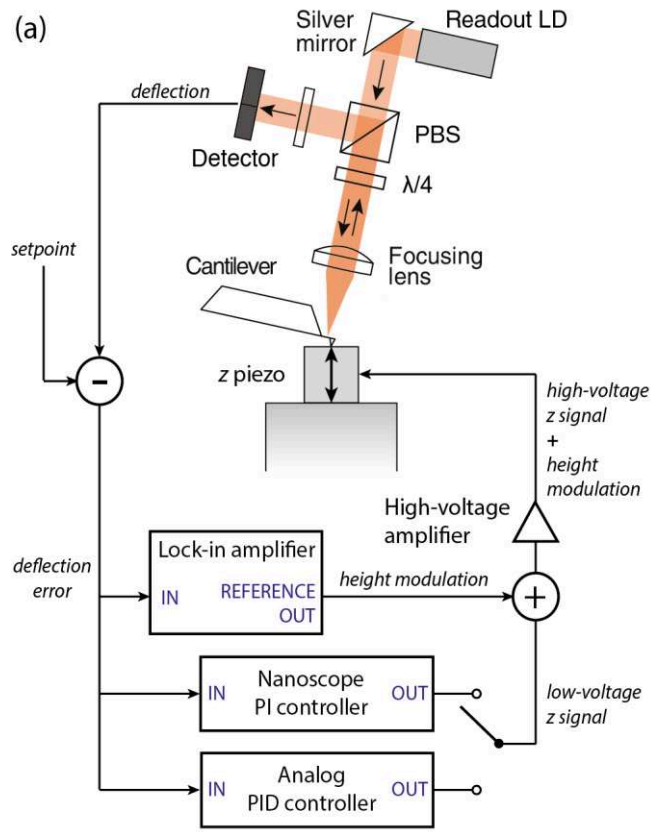 (a)
Silver
mirror
Readout LD
deflection
Detector
PBS
λ/4
setpoint
Cantilever
Focusing
lens
-
z piezo
high-voltage
z signal
+
height
modulation
High-voltage
amplifier
deflection
error
Lock-in amplifier
IN
REFERENCE
OUT
height modulation
+
Nanoscope
PI controller
IN
OUT
low-voltage
z signal
Analog
PID controller
IN
OUT